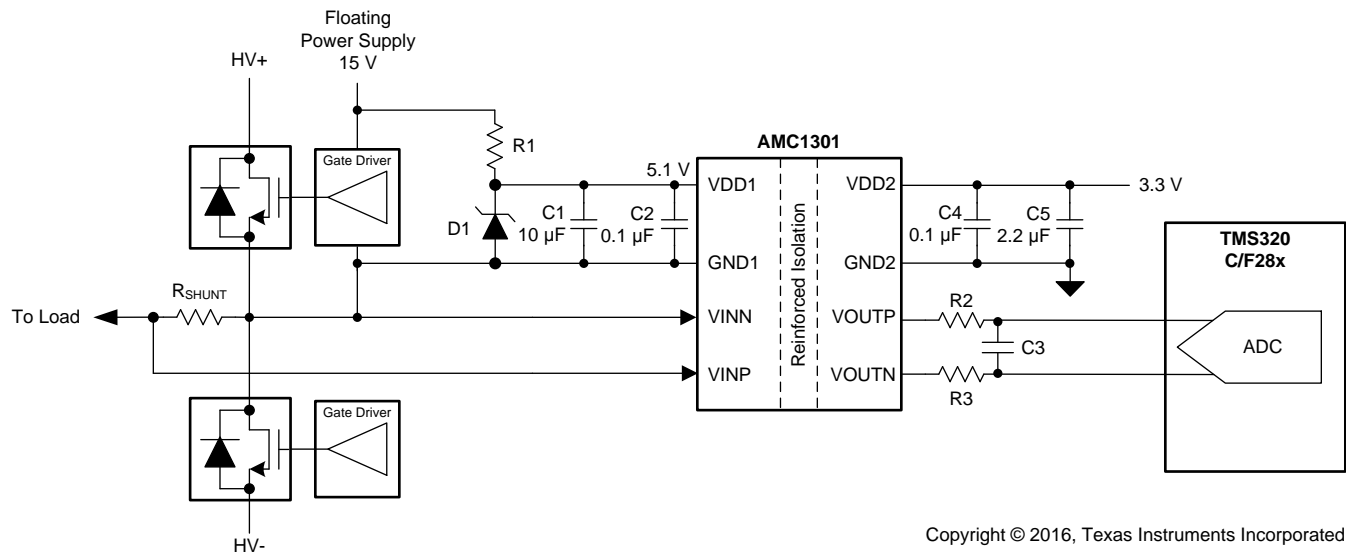 Floating
Power Supply
15 V
HV+
R1
Gate Driver
AMC1301
5.1 V
VDD1
VDD2
3.3 V
D1
C1
10 µF
C2
0.1 µF
C4
0.1 µF
C5
2.2 µF
GND1
GND2
Reinforced Isolation
TMS320
C/F28x
RSHUNT
To Load
VINN
VOUTP
R2
C3
ADC
VINP
VOUTN
R3
Gate Driver
HV-
Copyright © 2016, Texas Instruments Incorporated